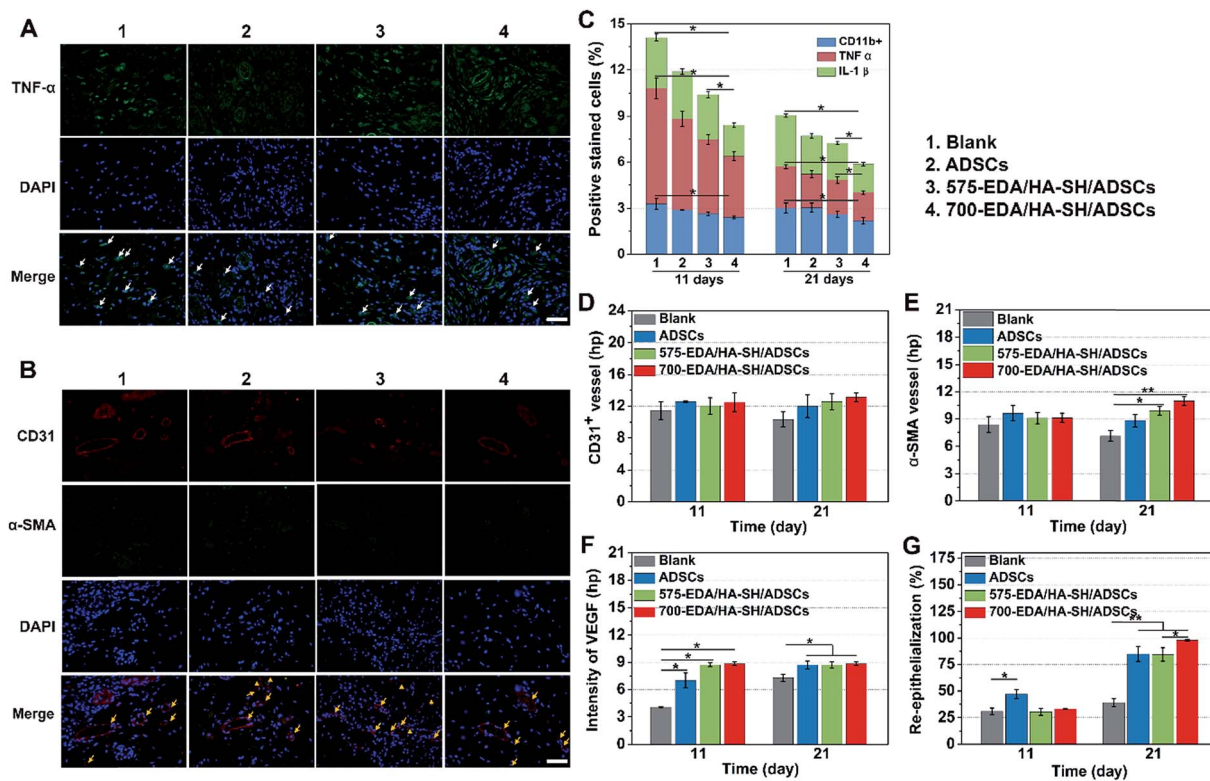 A
1 2 3 4
TNF-α
DAPI
Merge
B
1 2 3 4
CD31
α-SMA
DAPI
Merge
C
Positive stained cells (%)
15
12
9
6
3
0
CD11b+
TNF α
IL-1 β
*
*
*
*
*
*
*
*
*
1 2 3 4 1 2 3 4
11 days 21 days
1. Blank
2. ADSCs
3. 575-EDA/HA-SH/ADSCs
4. 700-EDA/HA-SH/ADSCs
D
CD31+ vessel (hp)
24
20
16
12
8
4
0
Blank
ADSCs
575-EDA/HA-SH/ADSCs
700-EDA/HA-SH/ADSCs
11 21
Time (day)
E
α-SMA vessel (hp)
21
18
15
12
9
6
3
0
Blank
ADSCs
575-EDA/HA-SH/ADSCs
700-EDA/HA-SH/ADSCs
**
*
11 21
Time (day)
F
Intensity of VEGF (hp)
21
18
15
12
9
6
3
0
Blank
ADSCs
575-EDA/HA-SH/ADSCs
700-EDA/HA-SH/ADSCs
*
*
*
*
11 21
Time (day)
G
Re-epithelialization (%)
175
150
125
100
75
50
25
0
Blank
ADSCs
575-EDA/HA-SH/ADSCs
700-EDA/HA-SH/ADSCs
**
*
*
11 21
Time (day)